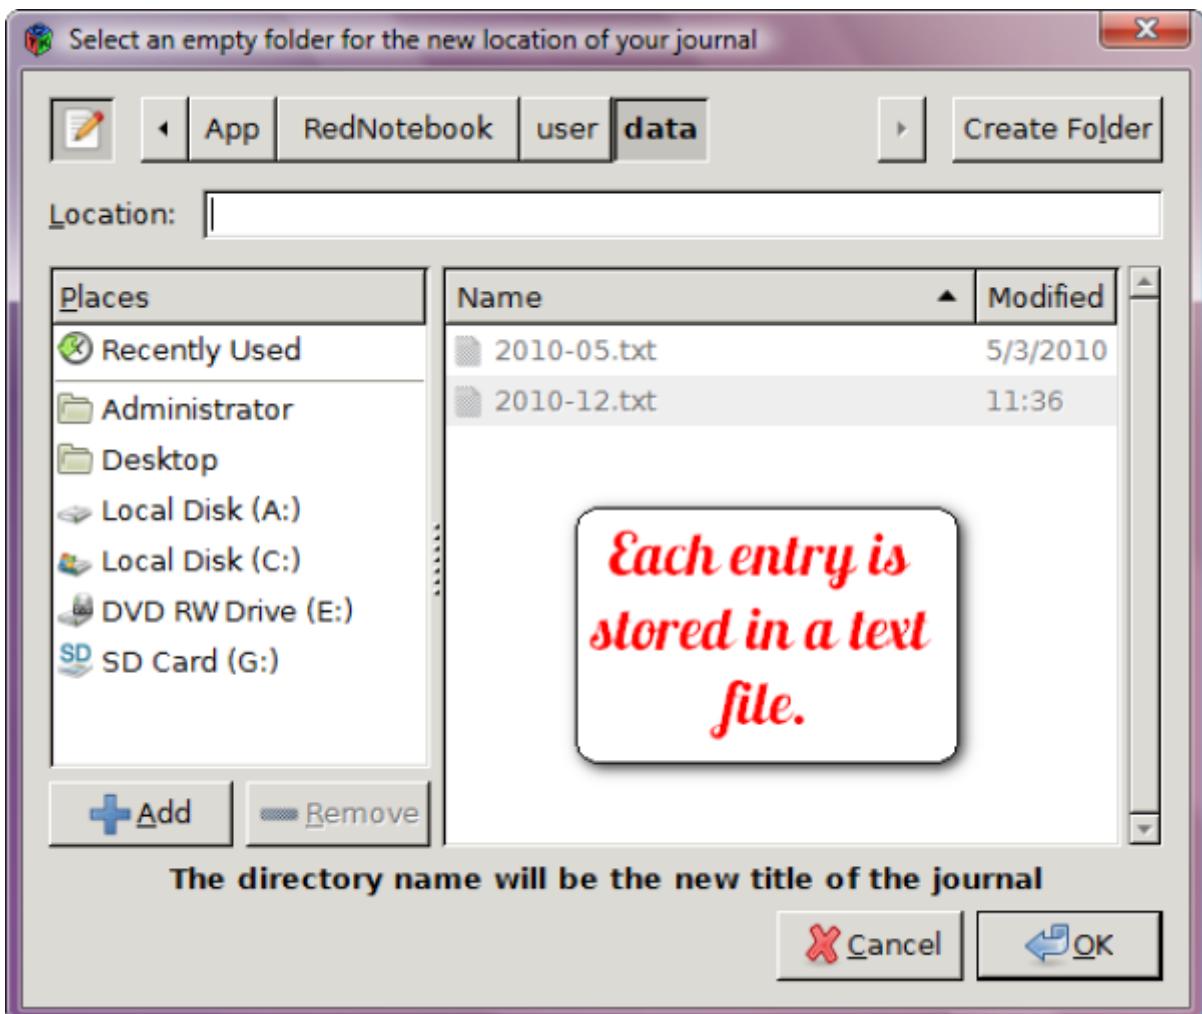 Select an empty folder for the new location of your journal
App RedNotebook user data Create Folder
Location:
Places
Recently Used
Administrator
Desktop
Local Disk (A:)
Local Disk (C:)
DVD RW Drive (E:)
SD Card (G:)
Add Remove
Name Modified
2010-05.txt 5/3/2010
2010-12.txt 11:36
Each entry is
stored in a text
file.
The directory name will be the new title of the journal
Cancel OK